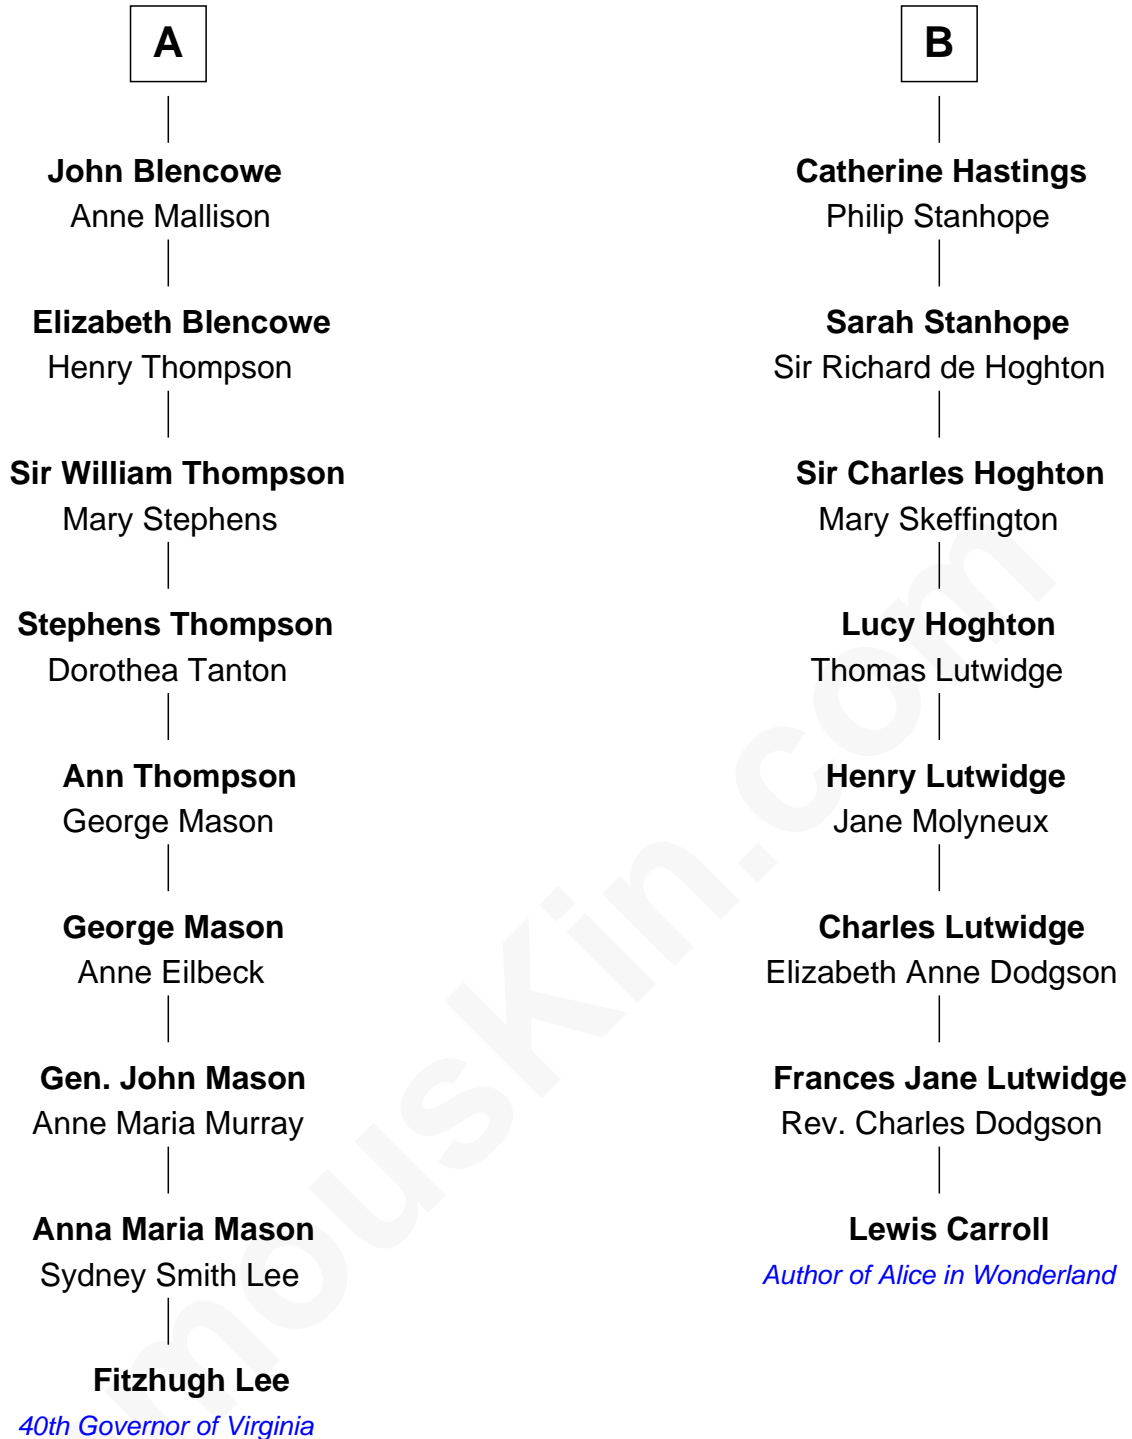 A
John Blencowe
Anne Mallison
Elizabeth Blencowe
Henry Thompson
Sir William Thompson
Mary Stephens
Stephens Thompson
Dorothea Tanton
Ann Thompson
George Mason
George Mason
Anne Eilbeck
Gen. John Mason
Anne Maria Murray
Anna Maria Mason
Sydney Smith Lee
Fitzhugh Lee
40th Governor of Virginia
B
Catherine Hastings
Philip Stanhope
Sarah Stanhope
Sir Richard de Hoghton
Sir Charles Hoghton
Mary Skeffington
Lucy Hoghton
Thomas Lutwidge
Henry Lutwidge
Jane Molyneux
Charles Lutwidge
Elizabeth Anne Dodgson
Frances Jane Lutwidge
Rev. Charles Dodgson
Lewis Carroll
Author of Alice in Wonderland
mousKin.com